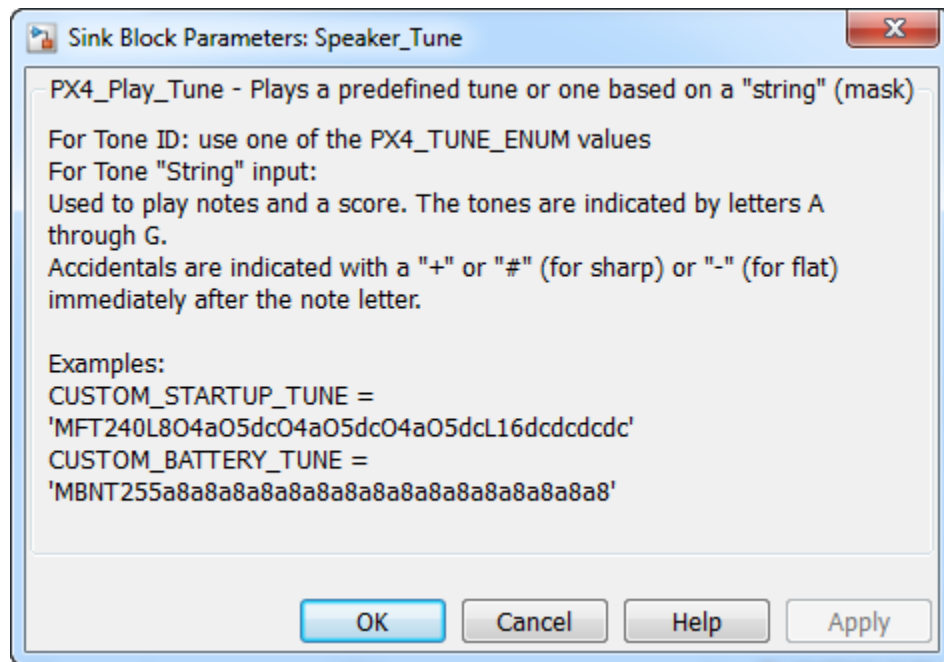 Sink Block Parameters: Speaker_Tune
PX4_Play_Tune - Plays a predefined tune or one based on a "string" (mask)
For Tone ID: use one of the PX4_TUNE_ENUM values
For Tone "String" input:
Used to play notes and a score. The tones are indicated by letters A
through G.
Accidentals are indicated with a "+" or "#" (for sharp) or "-" (for flat)
immediately after the note letter.
Examples:
CUSTOM_STARTUP_TUNE =
'MFT240L8O4aO5dcO4aO5dcO4aO5dcL16dcdcdcdc'
CUSTOM_BATTERY_TUNE =
'MBNT255a8a8a8a8a8a8a8a8a8a8a8a8a8a8a8a8'
OK Cancel Help Apply